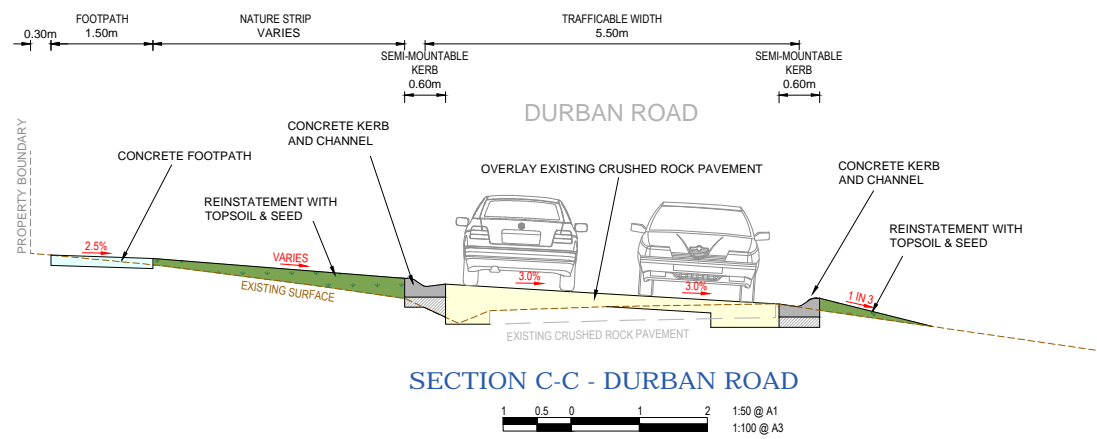 FOOTPATH
NATURE STRIP
TRAFFICABLE WIDTH
0.30m
1.50m
VARIES
5.50m
SEMI-MOUNTABLE
KERB
0.60m
SEMI-MOUNTABLE
KERB
0.60m
DURBAN ROAD
PROPERTY BOUNDARY
CONCRETE FOOTPATH
CONCRETE KERB
AND CHANNEL
REINSTATEMENT WITH
TOPSOIL & SEED
OVERLAY EXISTING CRUSHED ROCK PAVEMENT
CONCRETE KERB
AND CHANNEL
REINSTATEMENT WITH
TOPSOIL & SEED
2.5%
VARIES
3.0%
3.0%
1 IN 3
EXISTING SURFACE
EXISTING CRUSHED ROCK PAVEMENT
SECTION C-C - DURBAN ROAD
1 0.5 0 1 2
1:50 @ A1
1:100 @ A3